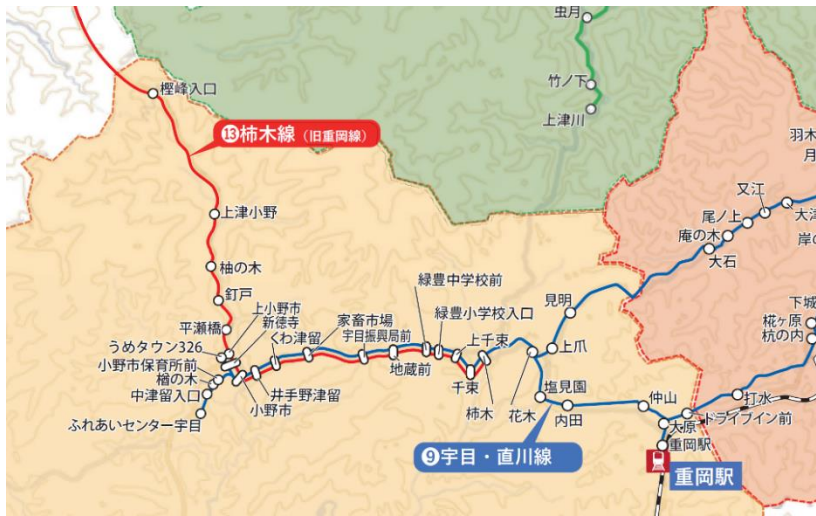 虫月
竹ノ下
上津川
樫峰入口
⓭柿木線（旧重岡線）
上津小野
柚の木
釘戸
平瀬橋
うめタウン326
小野市保育所前
楢の木
中津留入口
ふれあいセンター宇目
上小野市
新徳寺
くわ津留
小野市
井手野津留
家畜市場
宇目振興局前
地蔵前
緑豊中学校前
緑豊小学校入口
上千束
千束
柿木
花木
上爪
見明
塩見園
内田
❾宇目・直川線
仲山
大原
重岡駅
重岡駅
ドライブイン前
打水
大石
庵の木
尾ノ上
又江
大津
羽木
月
岸の
下城
椛ヶ原
杭の内